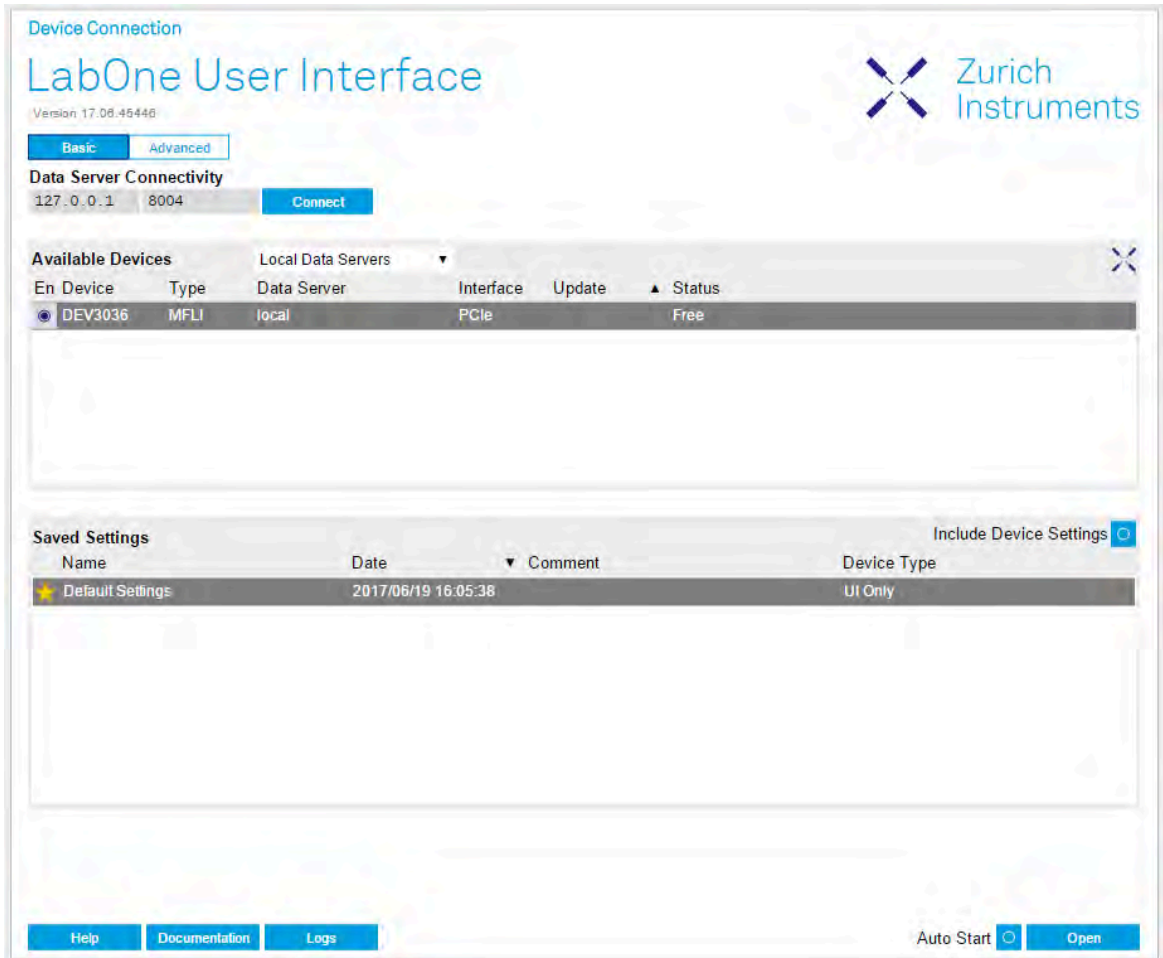 Device Connection
LabOne User Interface
Zurich
Instruments
Version 17.06.45446
Basic Advanced
Data Server Connectivity
127.0.0.1 8004 Connect
Available Devices Local Data Servers ▼
En Device Type Data Server Interface Update ▲ Status
DEV3036 MFLI local PCIe Free
Saved Settings Include Device Settings
Name Date ▼ Comment Device Type
Default Settings 2017/06/19 16:05:38 UI Only
Help Documentation Logs Auto Start Open